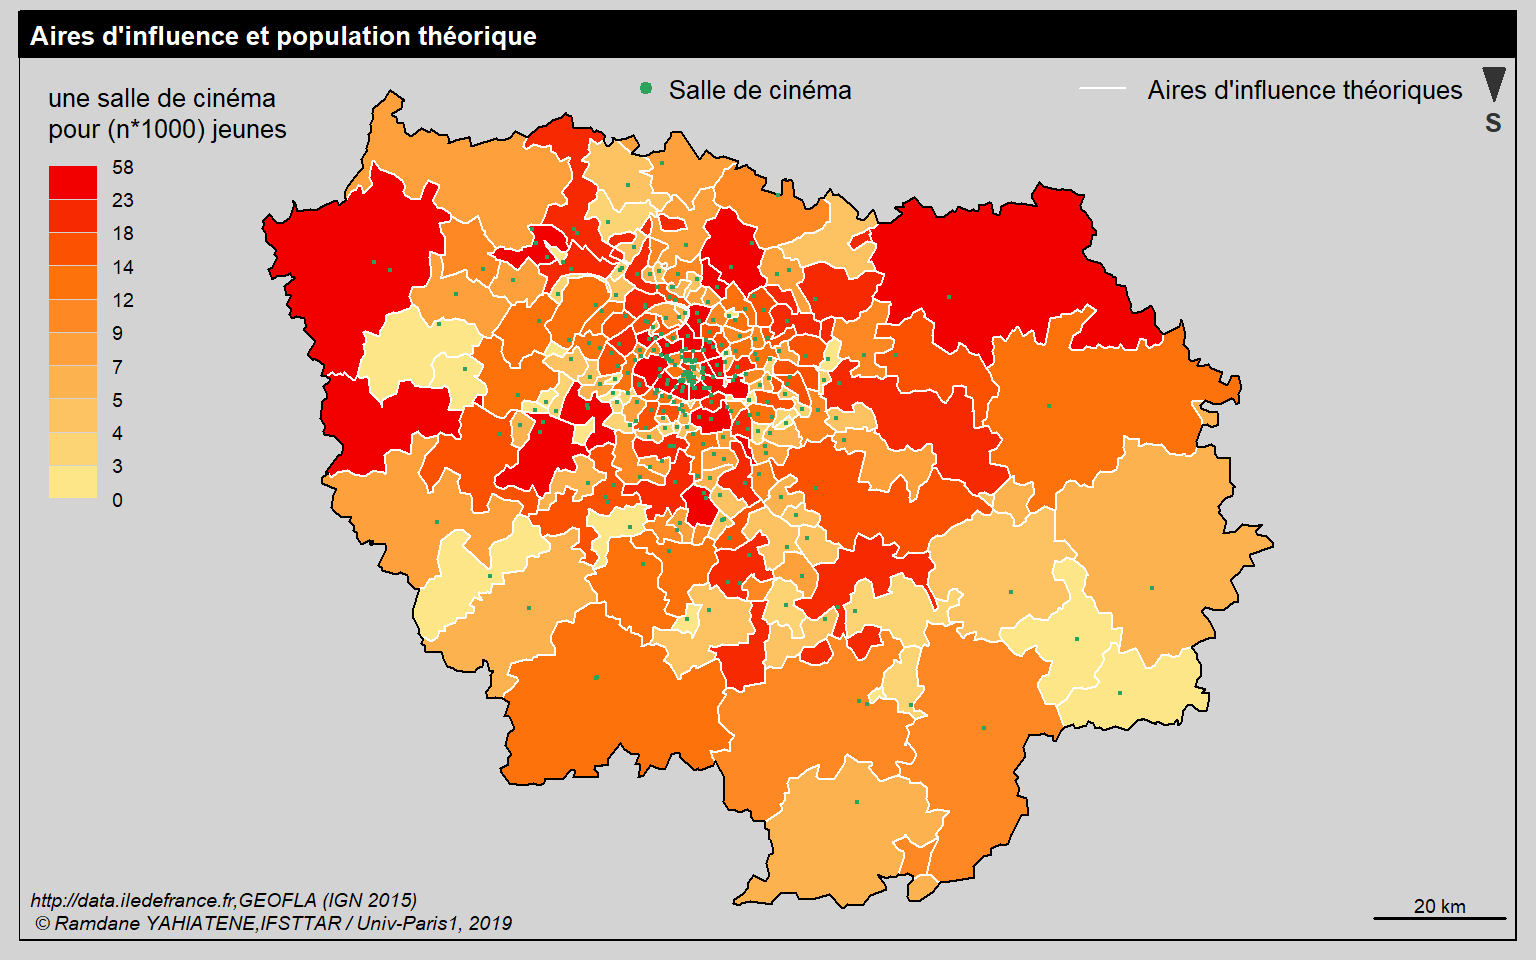 Aires d'influence et population théorique
une salle de cinéma
pour (n*1000) jeunes
Salle de cinéma
Aires d'influence théoriques
S
58
23
18
14
12
9
7
5
4
3
0
http://data.iledefrance.fr,GEOFLA (IGN 2015)
© Ramdane YAHIATENE,IFSTTAR / Univ-Paris1, 2019
20 km